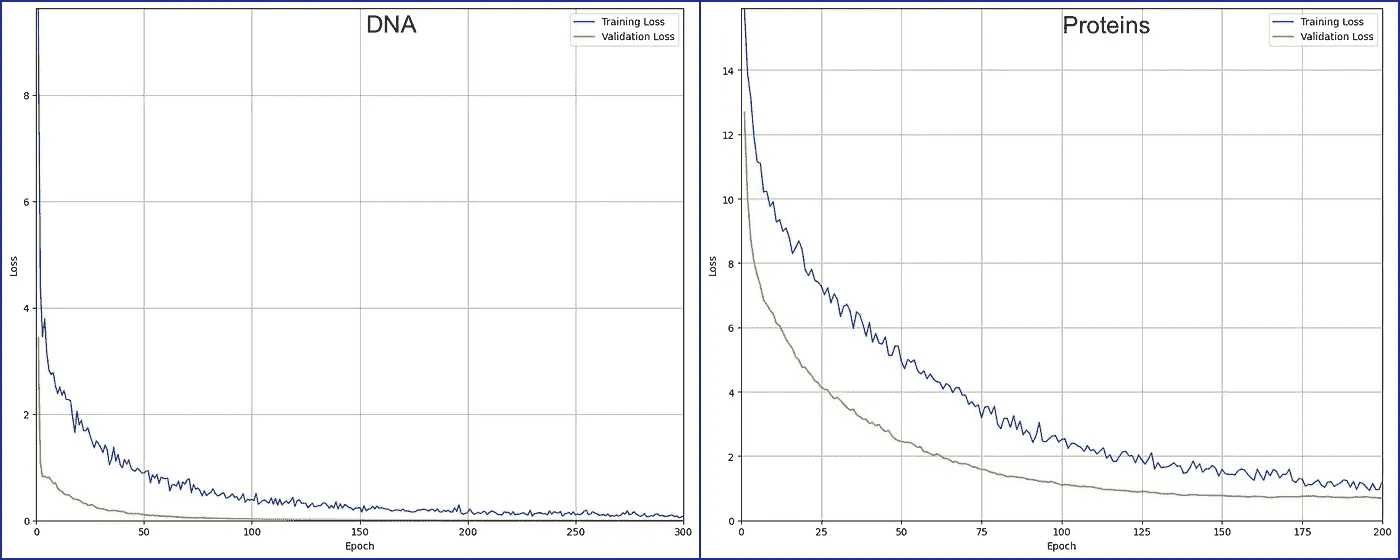 DNA
Training Loss
Validation Loss
8
6
4
2
0
Loss
0 50 100 150 200 250 300
Epoch
Proteins
Training Loss
Validation Loss
14
12
10
8
6
4
2
0
Loss
0 25 50 75 100 125 150 175 200
Epoch